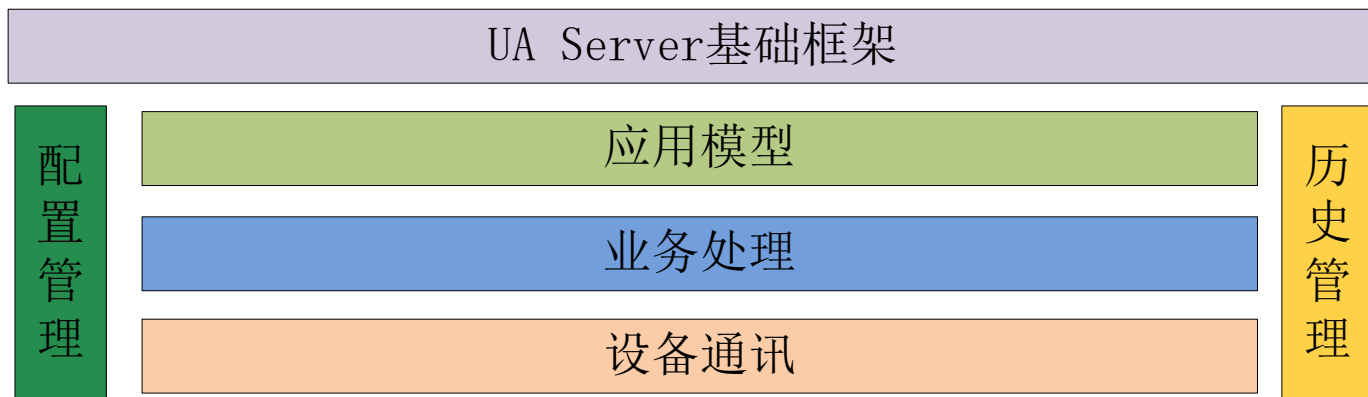 UA Server基础框架
配置管理
应用模型
业务处理
设备通讯
历史管理